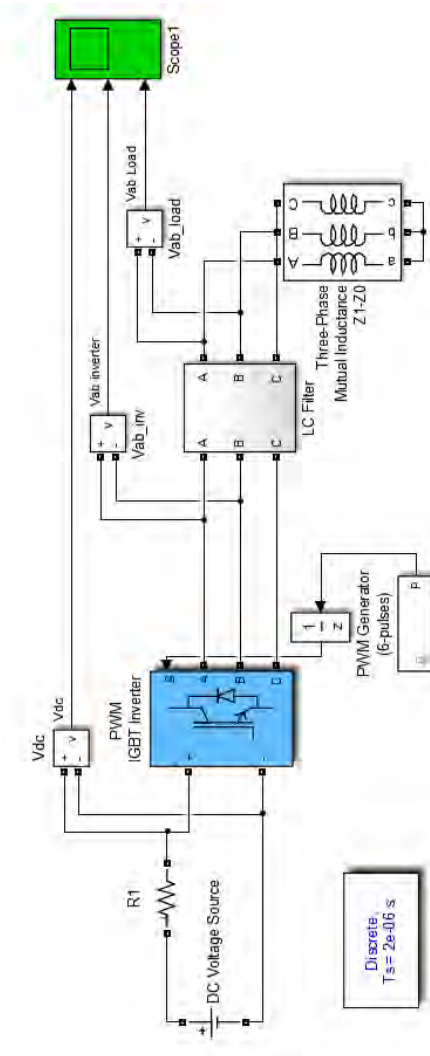 Scope1
Vab Load
+
-
v
Vab_load
Vab inverter
+
-
v
Vab_inv
Vdc
+
-
v
Vdc
A
B
C
A
B
C
LC Filter
A
B
C
a
b
c
Three-Phase
Mutual Inductance
Z1-Z0
PWM
IGBT Inverter
g
+
-
A
B
C
1
z
PWM Generator
(6-pulses)
P
R1
+
DC Voltage Source
Discrete,
Ts = 2e-06 s.